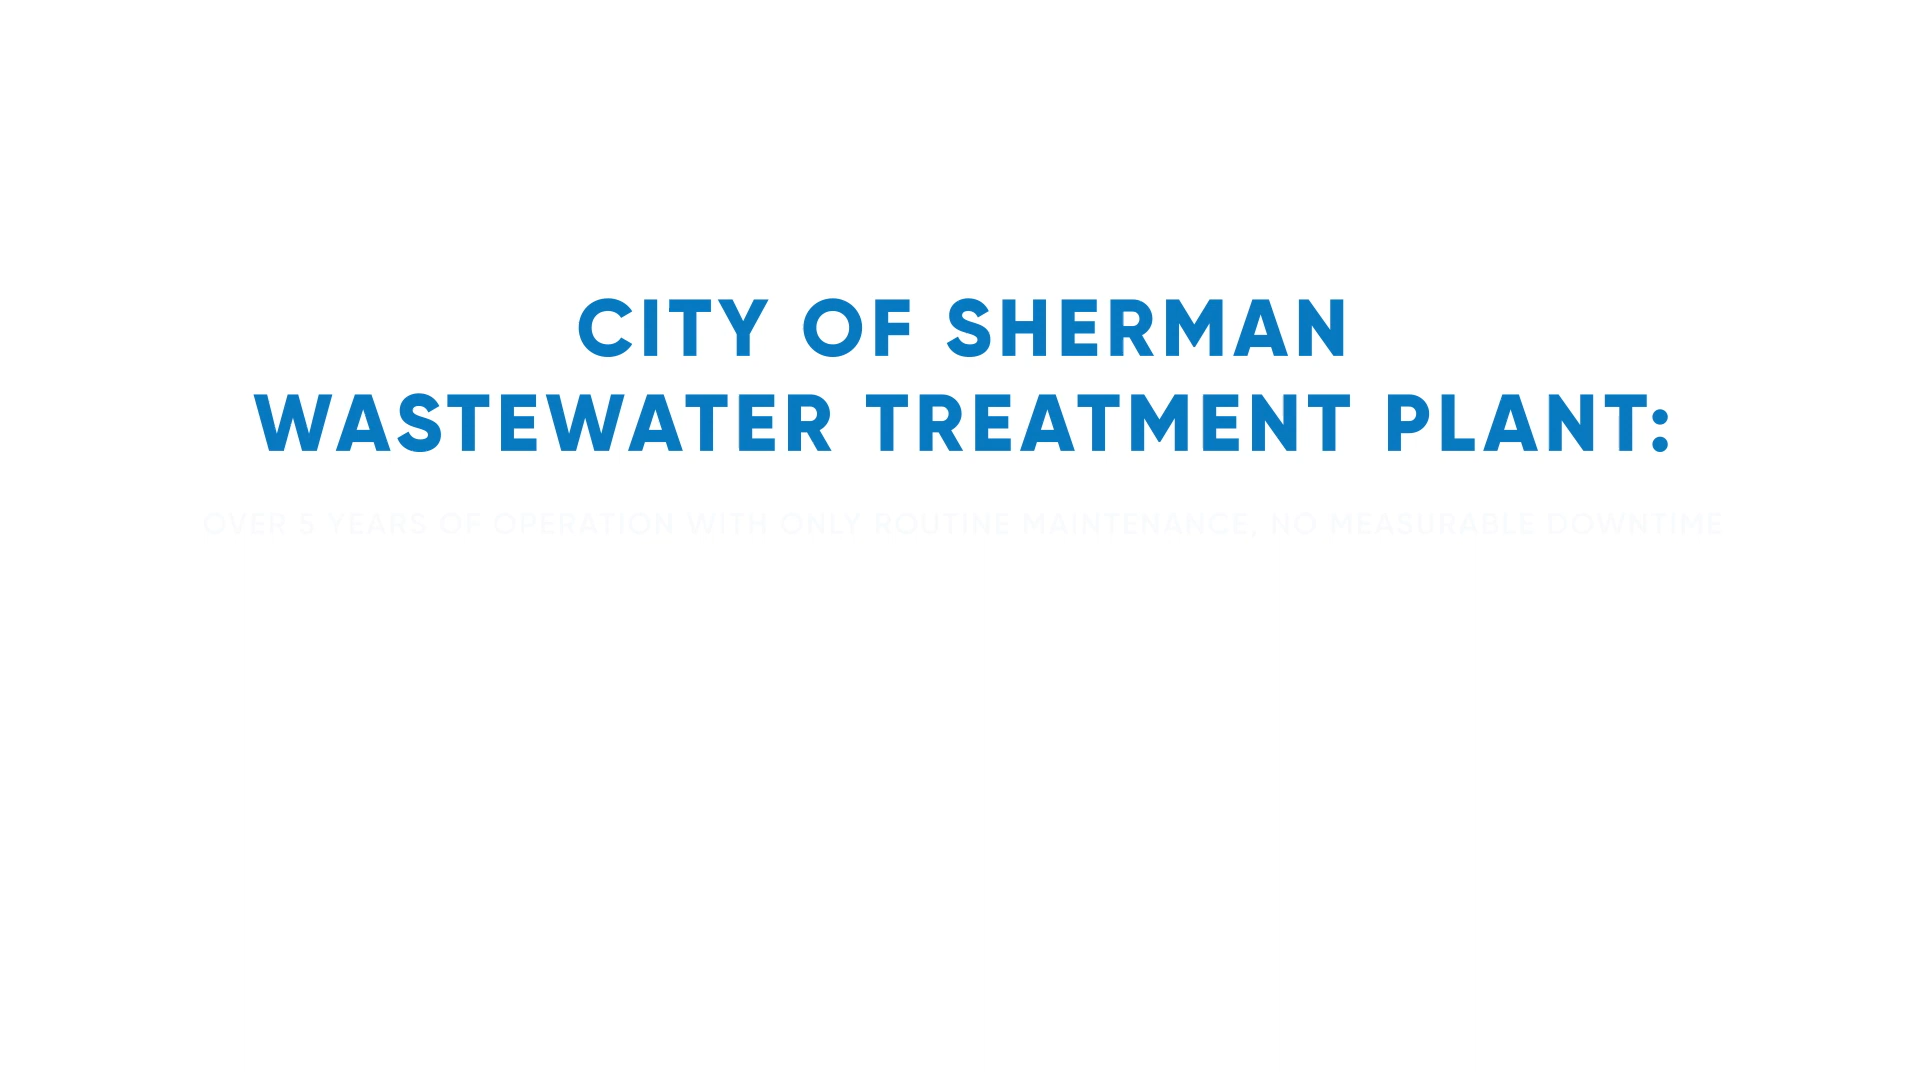 CITY OF SHERMAN
WASTEWATER TREATMENT PLANT:
OVER 5 YEARS OF OPERATION WITH ONLY ROUTINE MAINTENANCE, NO MEASURABLE DOWNTIME